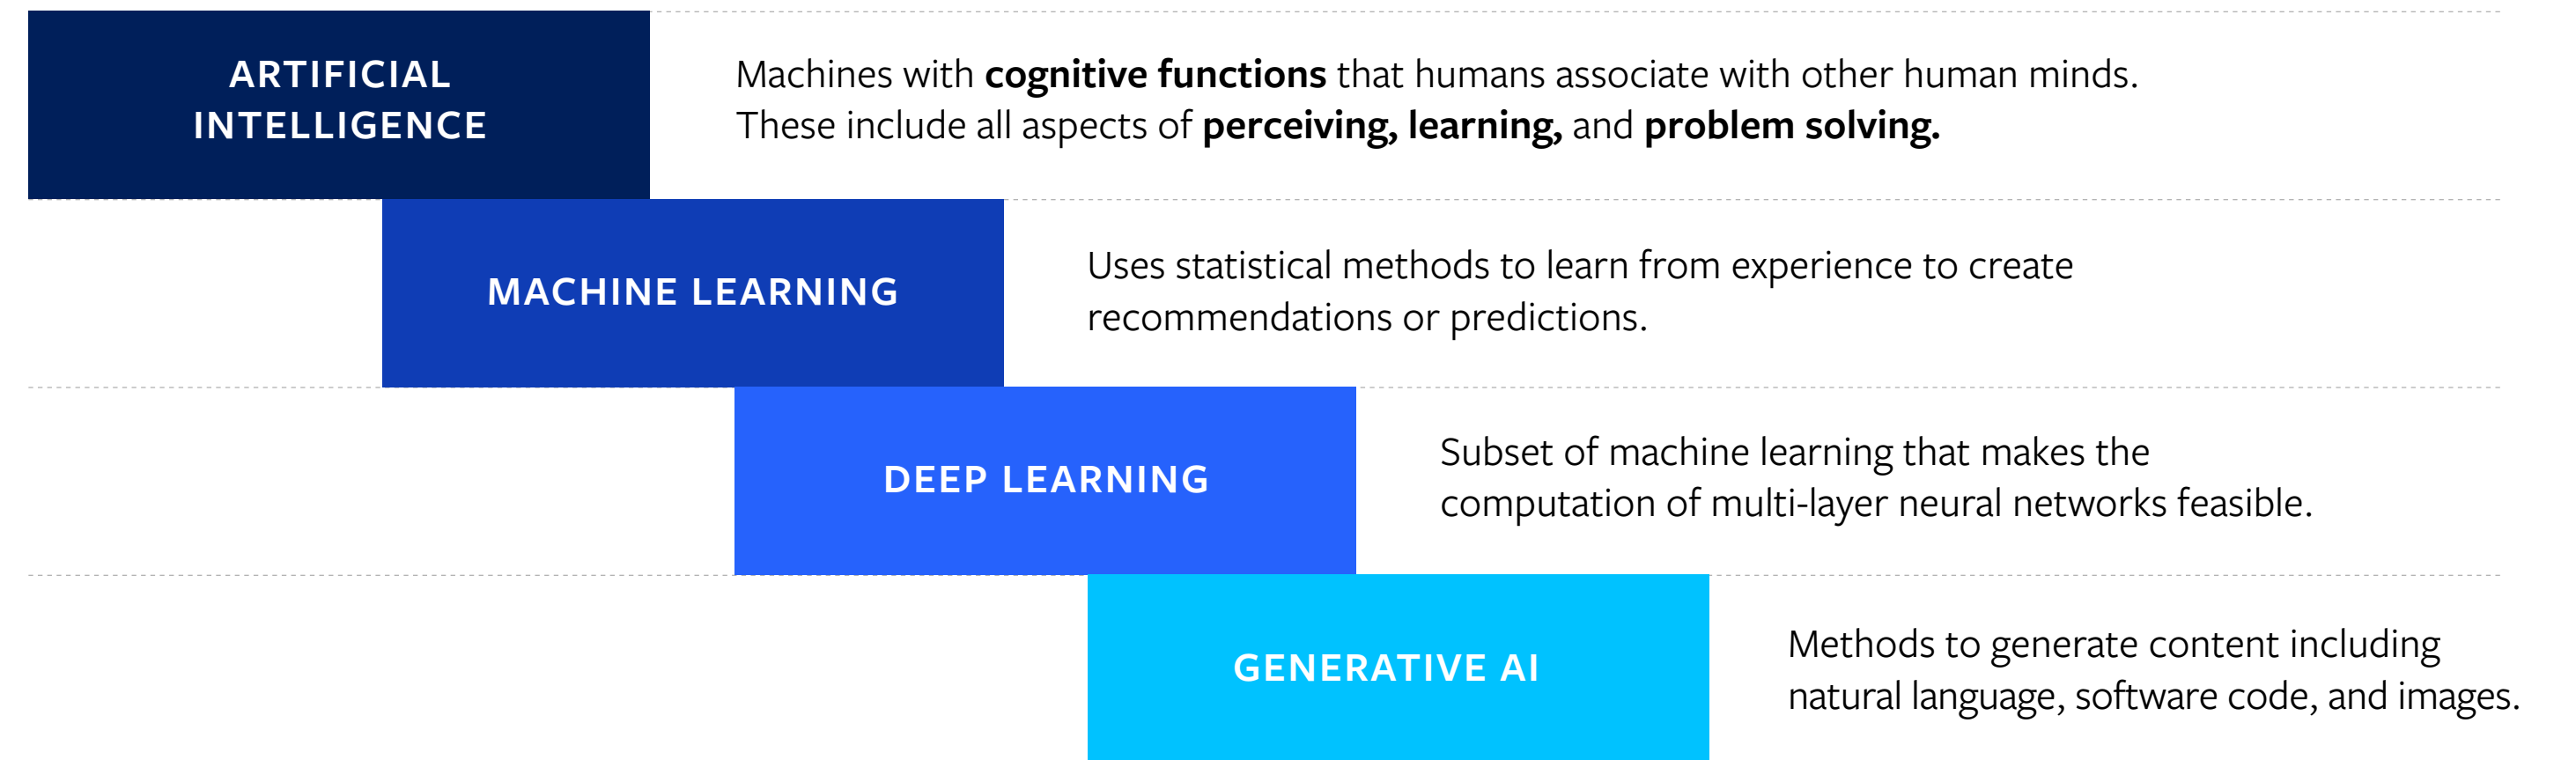 ARTIFICIAL
INTELLIGENCE
Machines with cognitive functions that humans associate with other human minds.
These include all aspects of perceiving, learning, and problem solving.
MACHINE LEARNING
Uses statistical methods to learn from experience to create
recommendations or predictions.
DEEP LEARNING
Subset of machine learning that makes the
computation of multi-layer neural networks feasible.
GENERATIVE AI
Methods to generate content including
natural language, software code, and images.